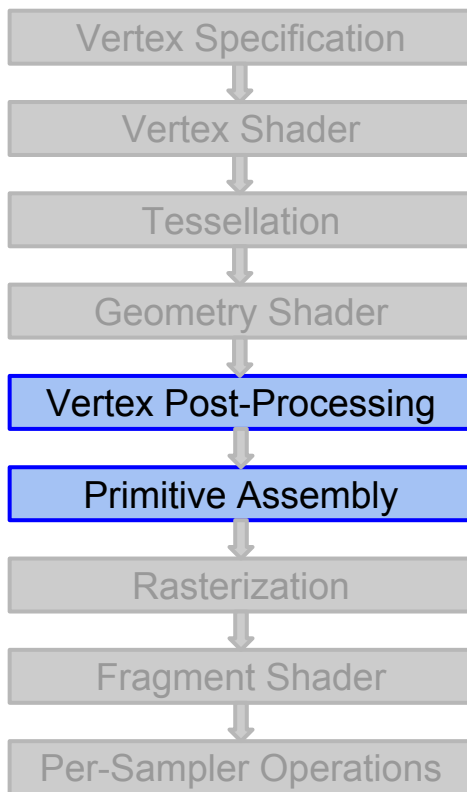 Vertex Specification
Vertex Shader
Tessellation
Geometry Shader
Vertex Post-Processing
Primitive Assembly
Rasterization
Fragment Shader
Per-Sampler Operations